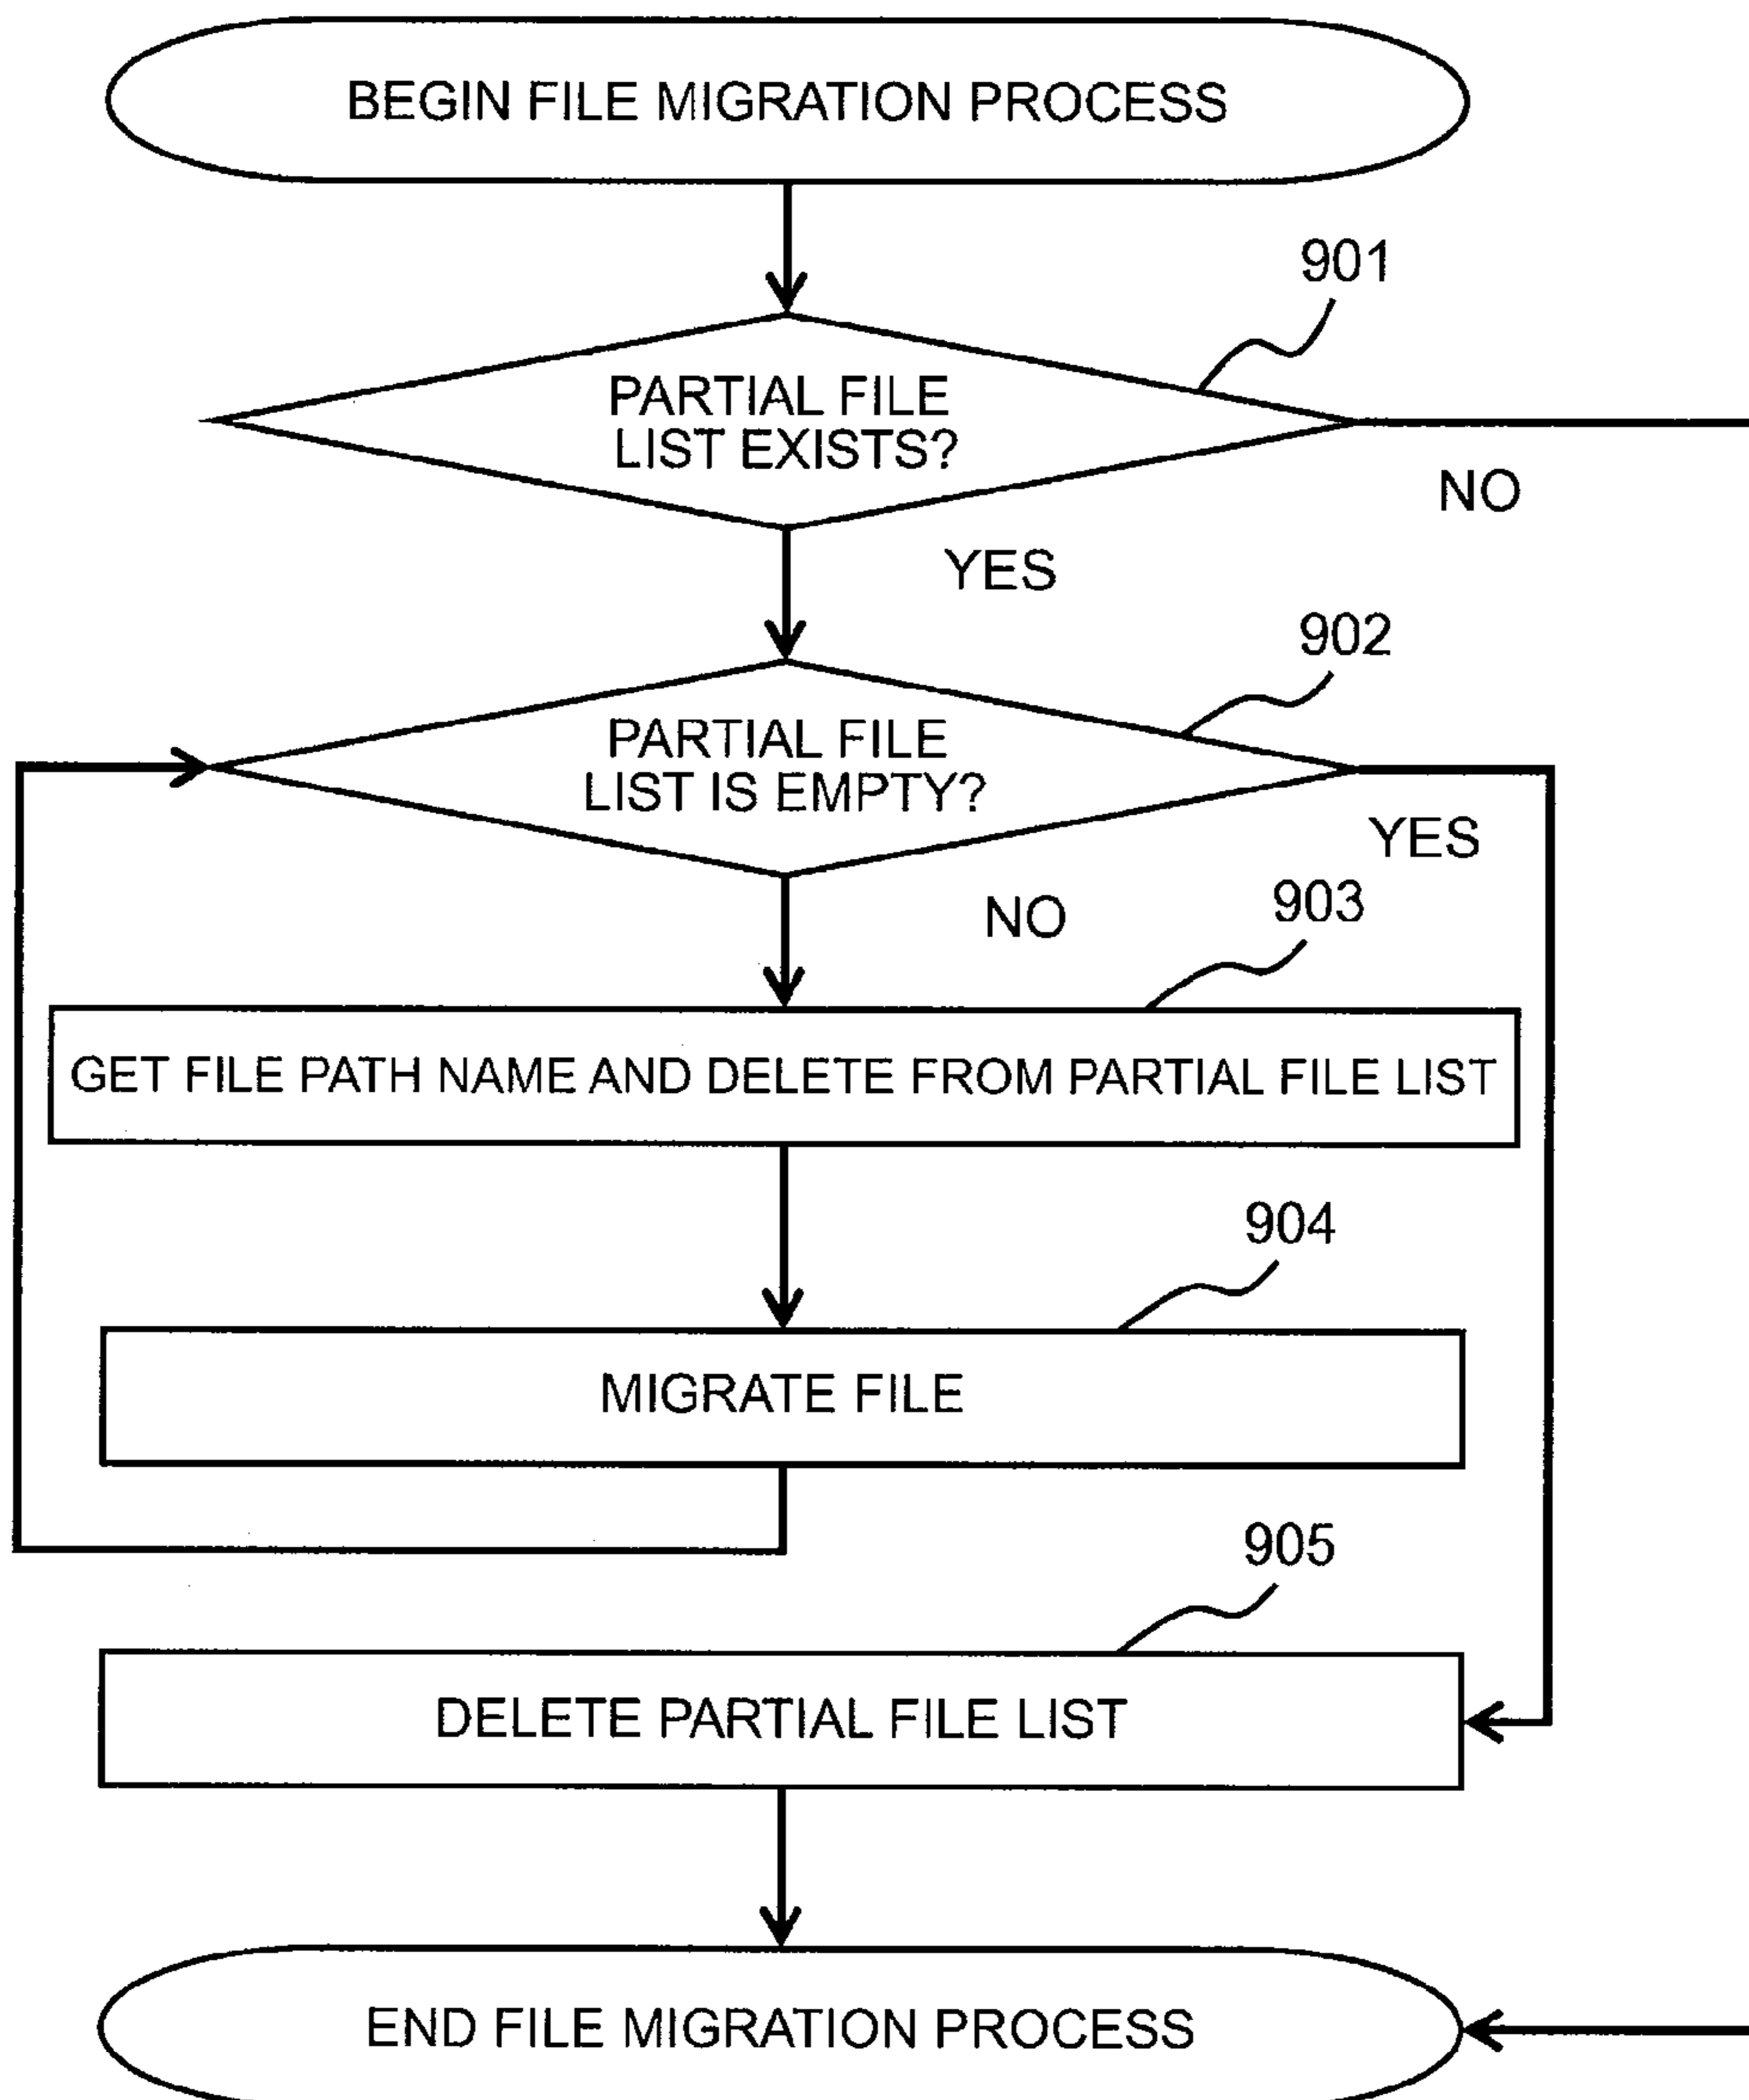 BEGIN FILE MIGRATION PROCESS
901
PARTIAL FILE
LIST EXISTS?
NO
YES
902
PARTIAL FILE
LIST IS EMPTY?
YES
903
NO
GET FILE PATH NAME AND DELETE FROM PARTIAL FILE LIST
904
MIGRATE FILE
905
DELETE PARTIAL FILE LIST
END FILE MIGRATION PROCESS